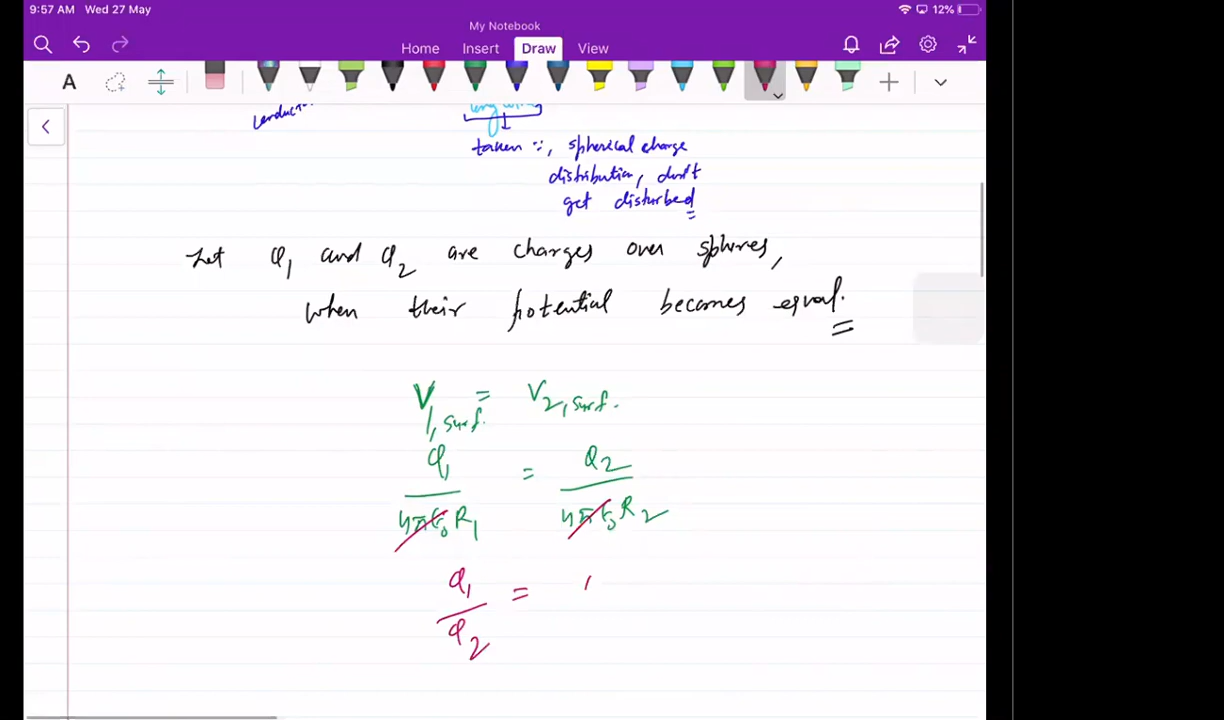 9:57 AM Wed 27 May
12%
My Notebook
Home Insert Draw View
A
long wire
taken ∵, spherical charge
distribution, don't
get disturbed
Let Q1 and Q2 are charges over spheres,
when their potential becomes equal.
V1, surf. = V2, surf.
Q1 / 4πε0R1 = Q2 / 4πε0R2
Q1 / Q2 =